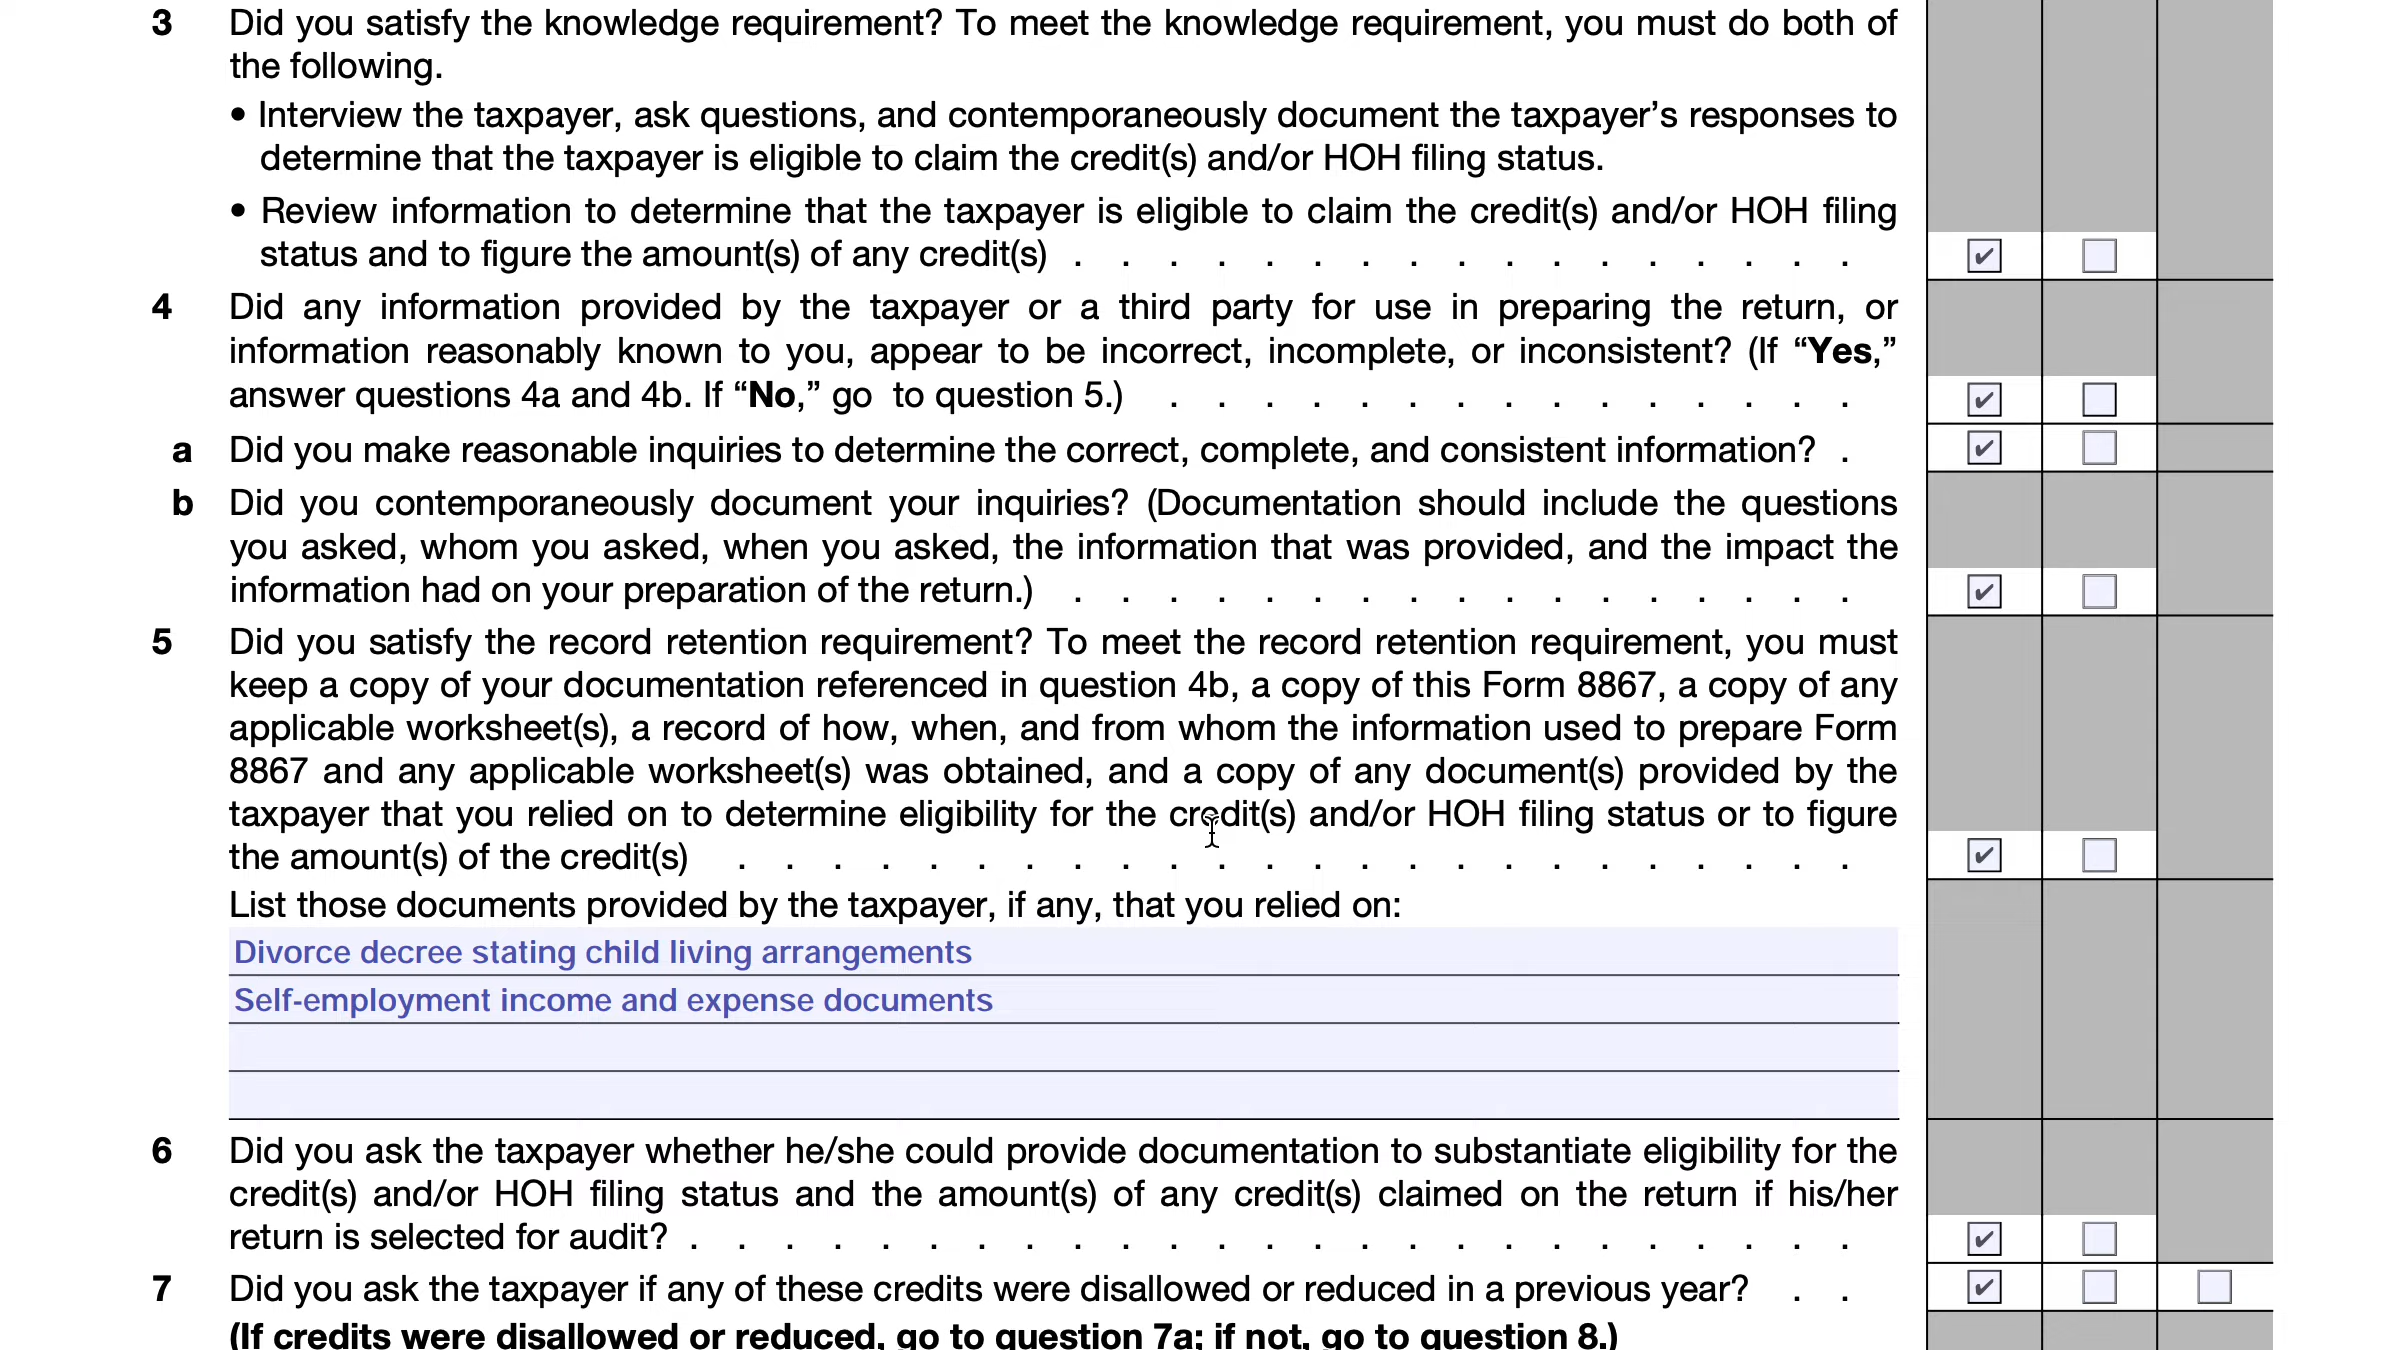 3 Did you satisfy the knowledge requirement? To meet the knowledge requirement, you must do both of
the following.
• Interview the taxpayer, ask questions, and contemporaneously document the taxpayer’s responses to
determine that the taxpayer is eligible to claim the credit(s) and/or HOH filing status.
• Review information to determine that the taxpayer is eligible to claim the credit(s) and/or HOH filing
status and to figure the amount(s) of any credit(s) . . . . . . . . . . . . . . . . .
4 Did any information provided by the taxpayer or a third party for use in preparing the return, or
information reasonably known to you, appear to be incorrect, incomplete, or inconsistent? (If “Yes,”
answer questions 4a and 4b. If “No,” go to question 5.) . . . . . . . . . . . . . . .
a Did you make reasonable inquiries to determine the correct, complete, and consistent information? .
b Did you contemporaneously document your inquiries? (Documentation should include the questions
you asked, whom you asked, when you asked, the information that was provided, and the impact the
information had on your preparation of the return.) . . . . . . . . . . . . . . . . .
5 Did you satisfy the record retention requirement? To meet the record retention requirement, you must
keep a copy of your documentation referenced in question 4b, a copy of this Form 8867, a copy of any
applicable worksheet(s), a record of how, when, and from whom the information used to prepare Form
8867 and any applicable worksheet(s) was obtained, and a copy of any document(s) provided by the
taxpayer that you relied on to determine eligibility for the credit(s) and/or HOH filing status or to figure
the amount(s) of the credit(s) . . . . . . . . . . . . . . . . . . . . . . . .
List those documents provided by the taxpayer, if any, that you relied on:
Divorce decree stating child living arrangements
Self-employment income and expense documents
6 Did you ask the taxpayer whether he/she could provide documentation to substantiate eligibility for the
credit(s) and/or HOH filing status and the amount(s) of any credit(s) claimed on the return if his/her
return is selected for audit? . . . . . . . . . . . . . . . . . . . . . . . . .
7 Did you ask the taxpayer if any of these credits were disallowed or reduced in a previous year? . .
(If credits were disallowed or reduced, go to question 7a; if not, go to question 8.)